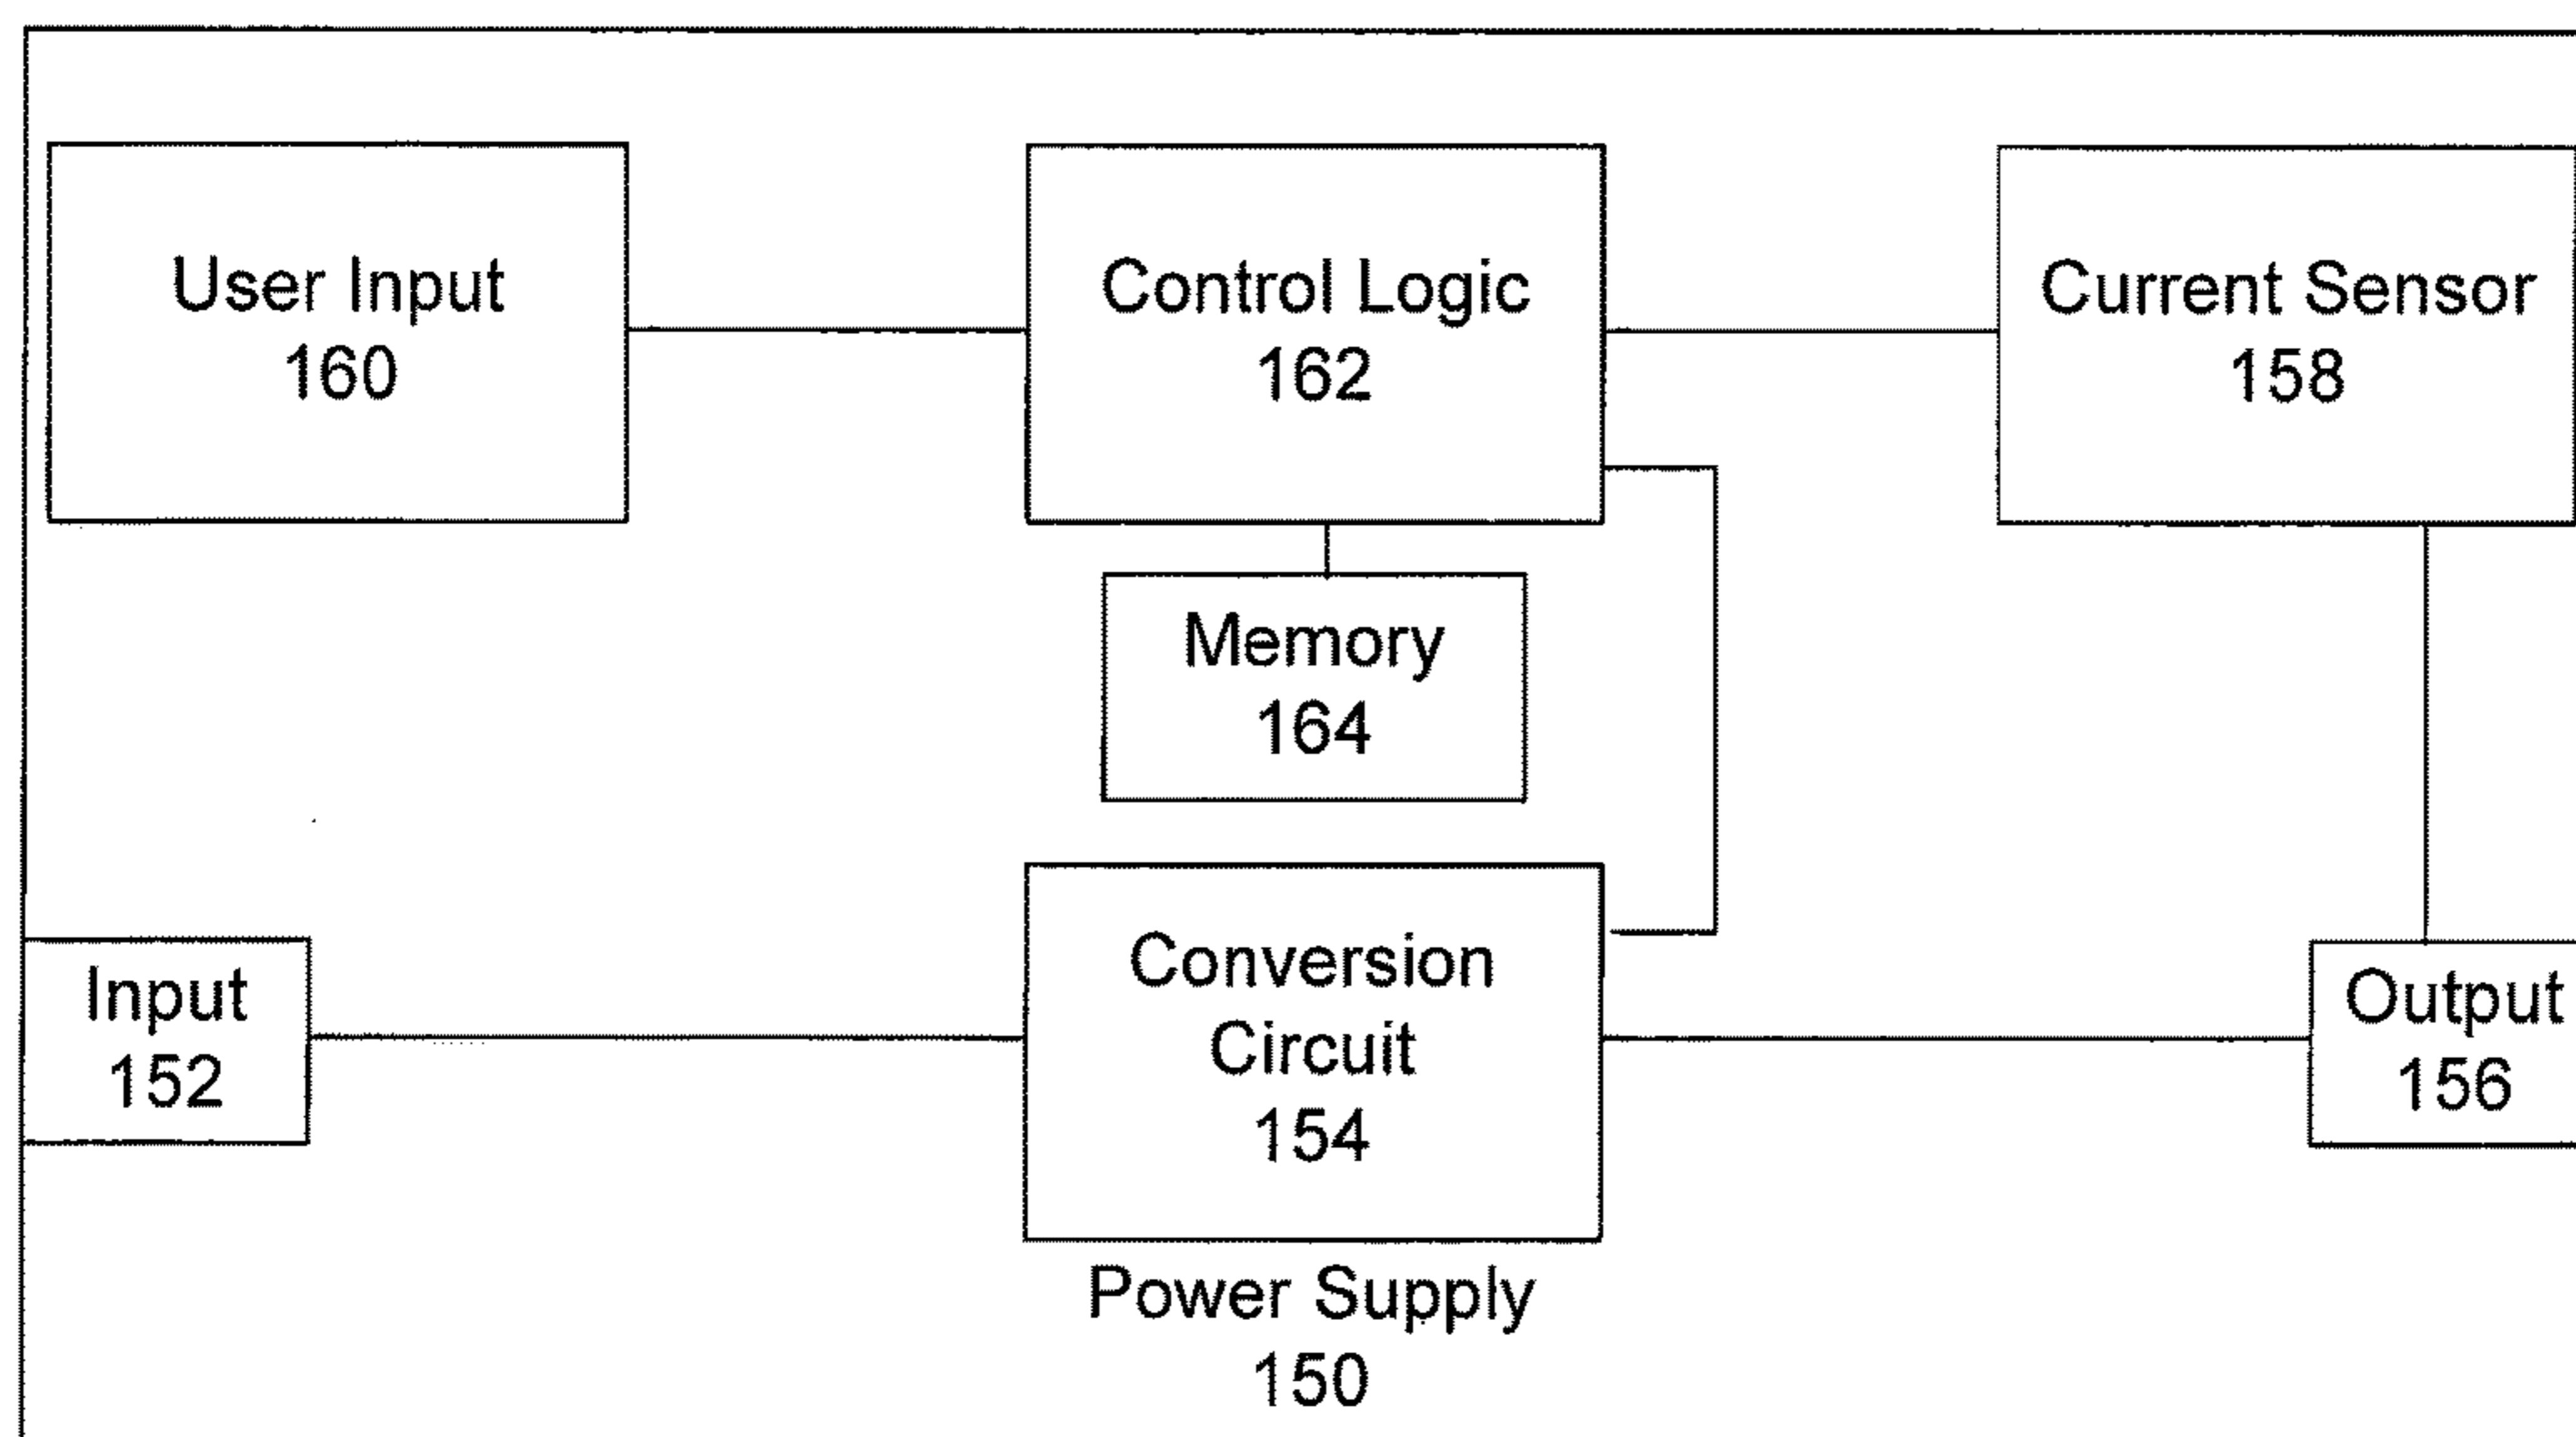 User Input
160
Control Logic
162
Current Sensor
158
Memory
164
Input
152
Conversion
Circuit
154
Output
156
Power Supply
150